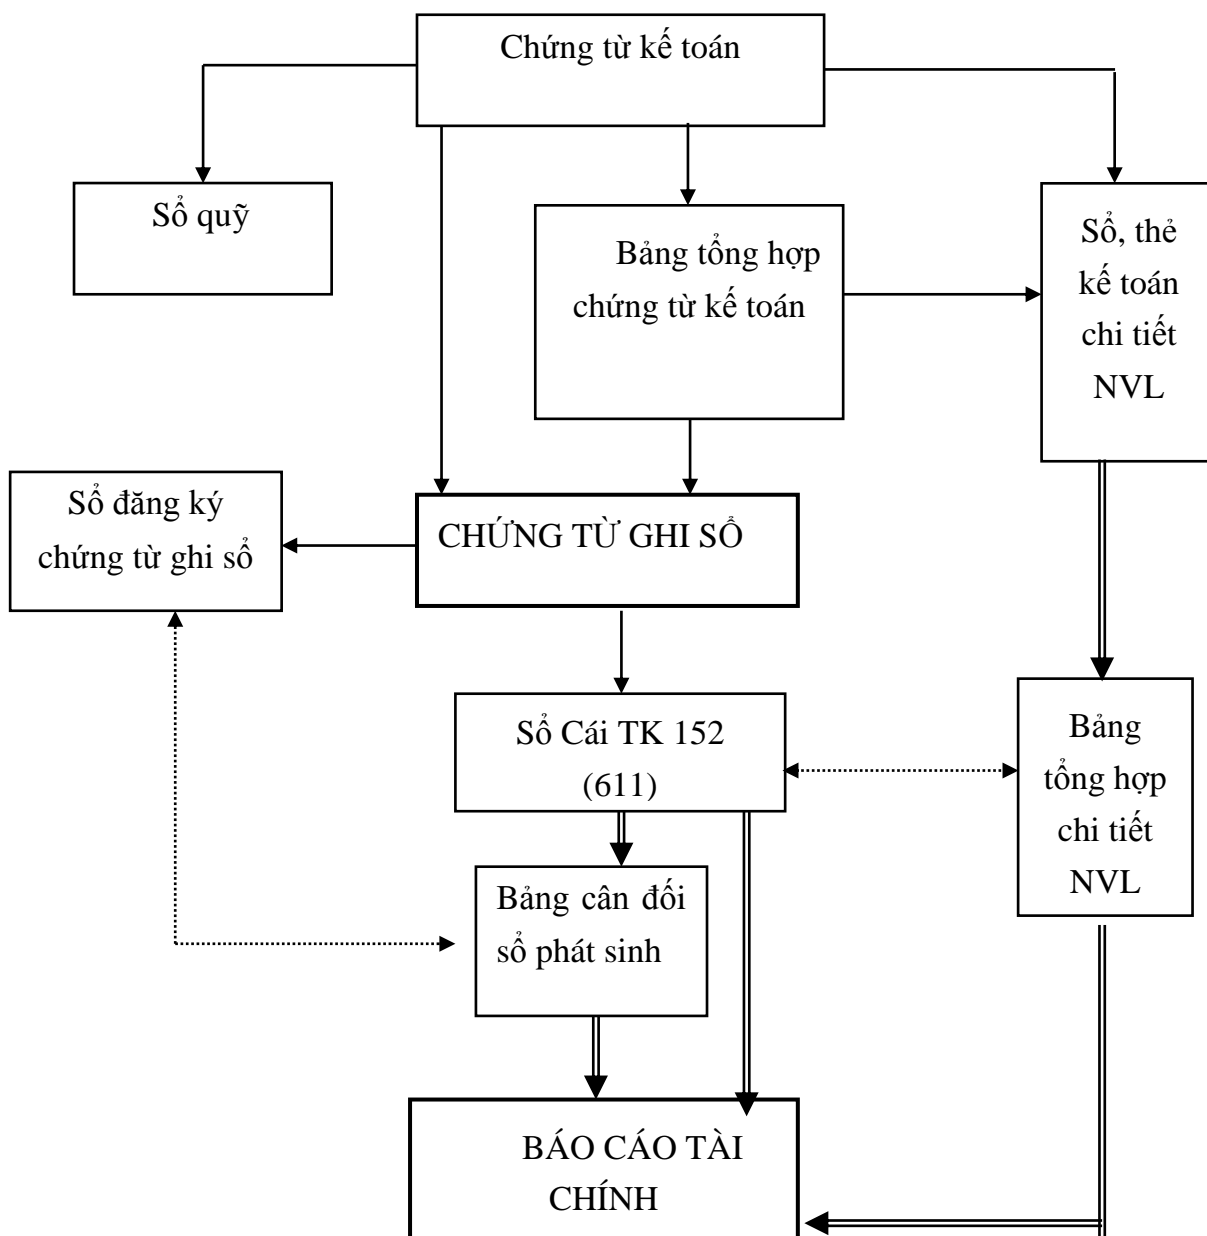 Chứng từ kế toán
Sổ quỹ
Bảng tổng hợp
chứng từ kế toán
Sổ, thẻ
kế toán
chi tiết
NVL
Sổ đăng ký
chứng từ ghi sổ
CHỨNG TỪ GHI SỔ
Sổ Cái TK 152
(611)
Bảng
tổng hợp
chi tiết
NVL
Bảng cân đối
sổ phát sinh
BÁO CÁO TÀI
CHÍNH